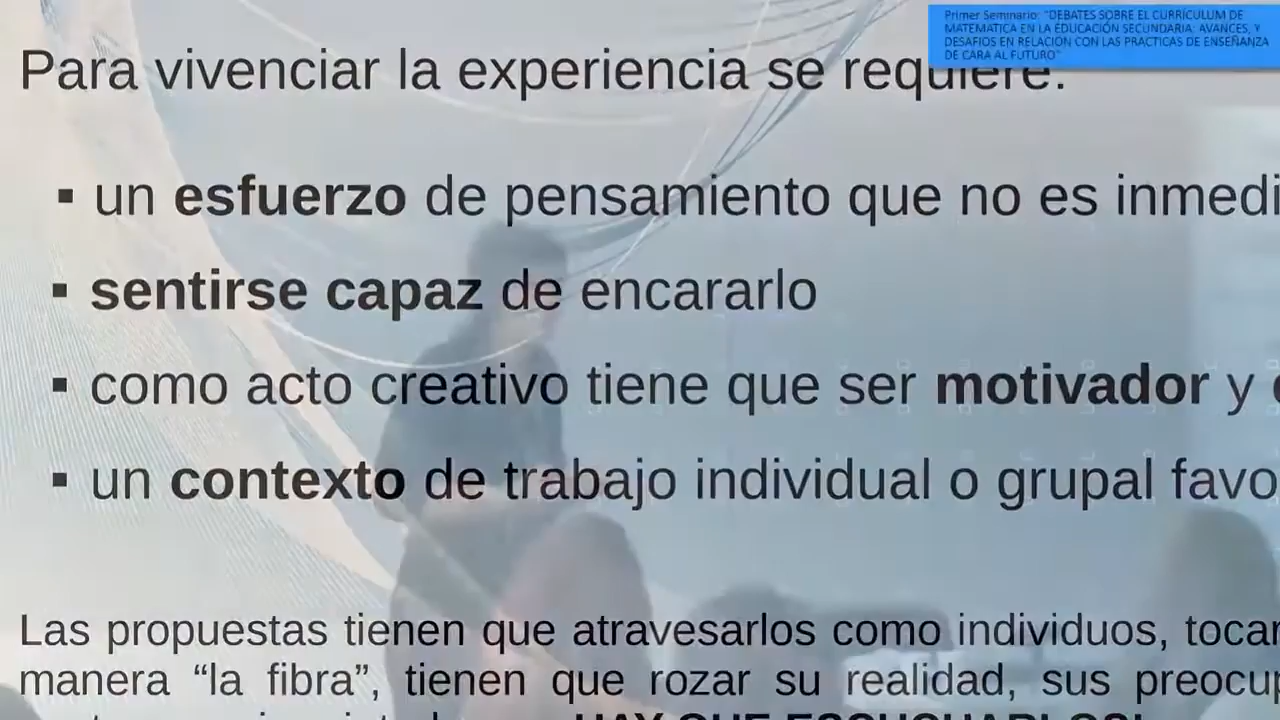 Primer Seminario: "DEBATES SOBRE EL CURRÍCULUM DE
MATEMÁTICA EN LA EDUCACIÓN SECUNDARIA: AVANCES, Y
DESAFÍOS EN RELACIÓN CON LAS PRÁCTICAS DE ENSEÑANZA
DE CARA AL FUTURO"
Para vivenciar la experiencia se requiere:
▪ un esfuerzo de pensamiento que no es inmedi
▪ sentirse capaz de encararlo
▪ como acto creativo tiene que ser motivador y
▪ un contexto de trabajo individual o grupal favo
Las propuestas tienen que atravesarlos como individuos, tocar
manera “la fibra”, tienen que rozar su realidad, sus preocup
HAY QUE ESCUCHARLOS!